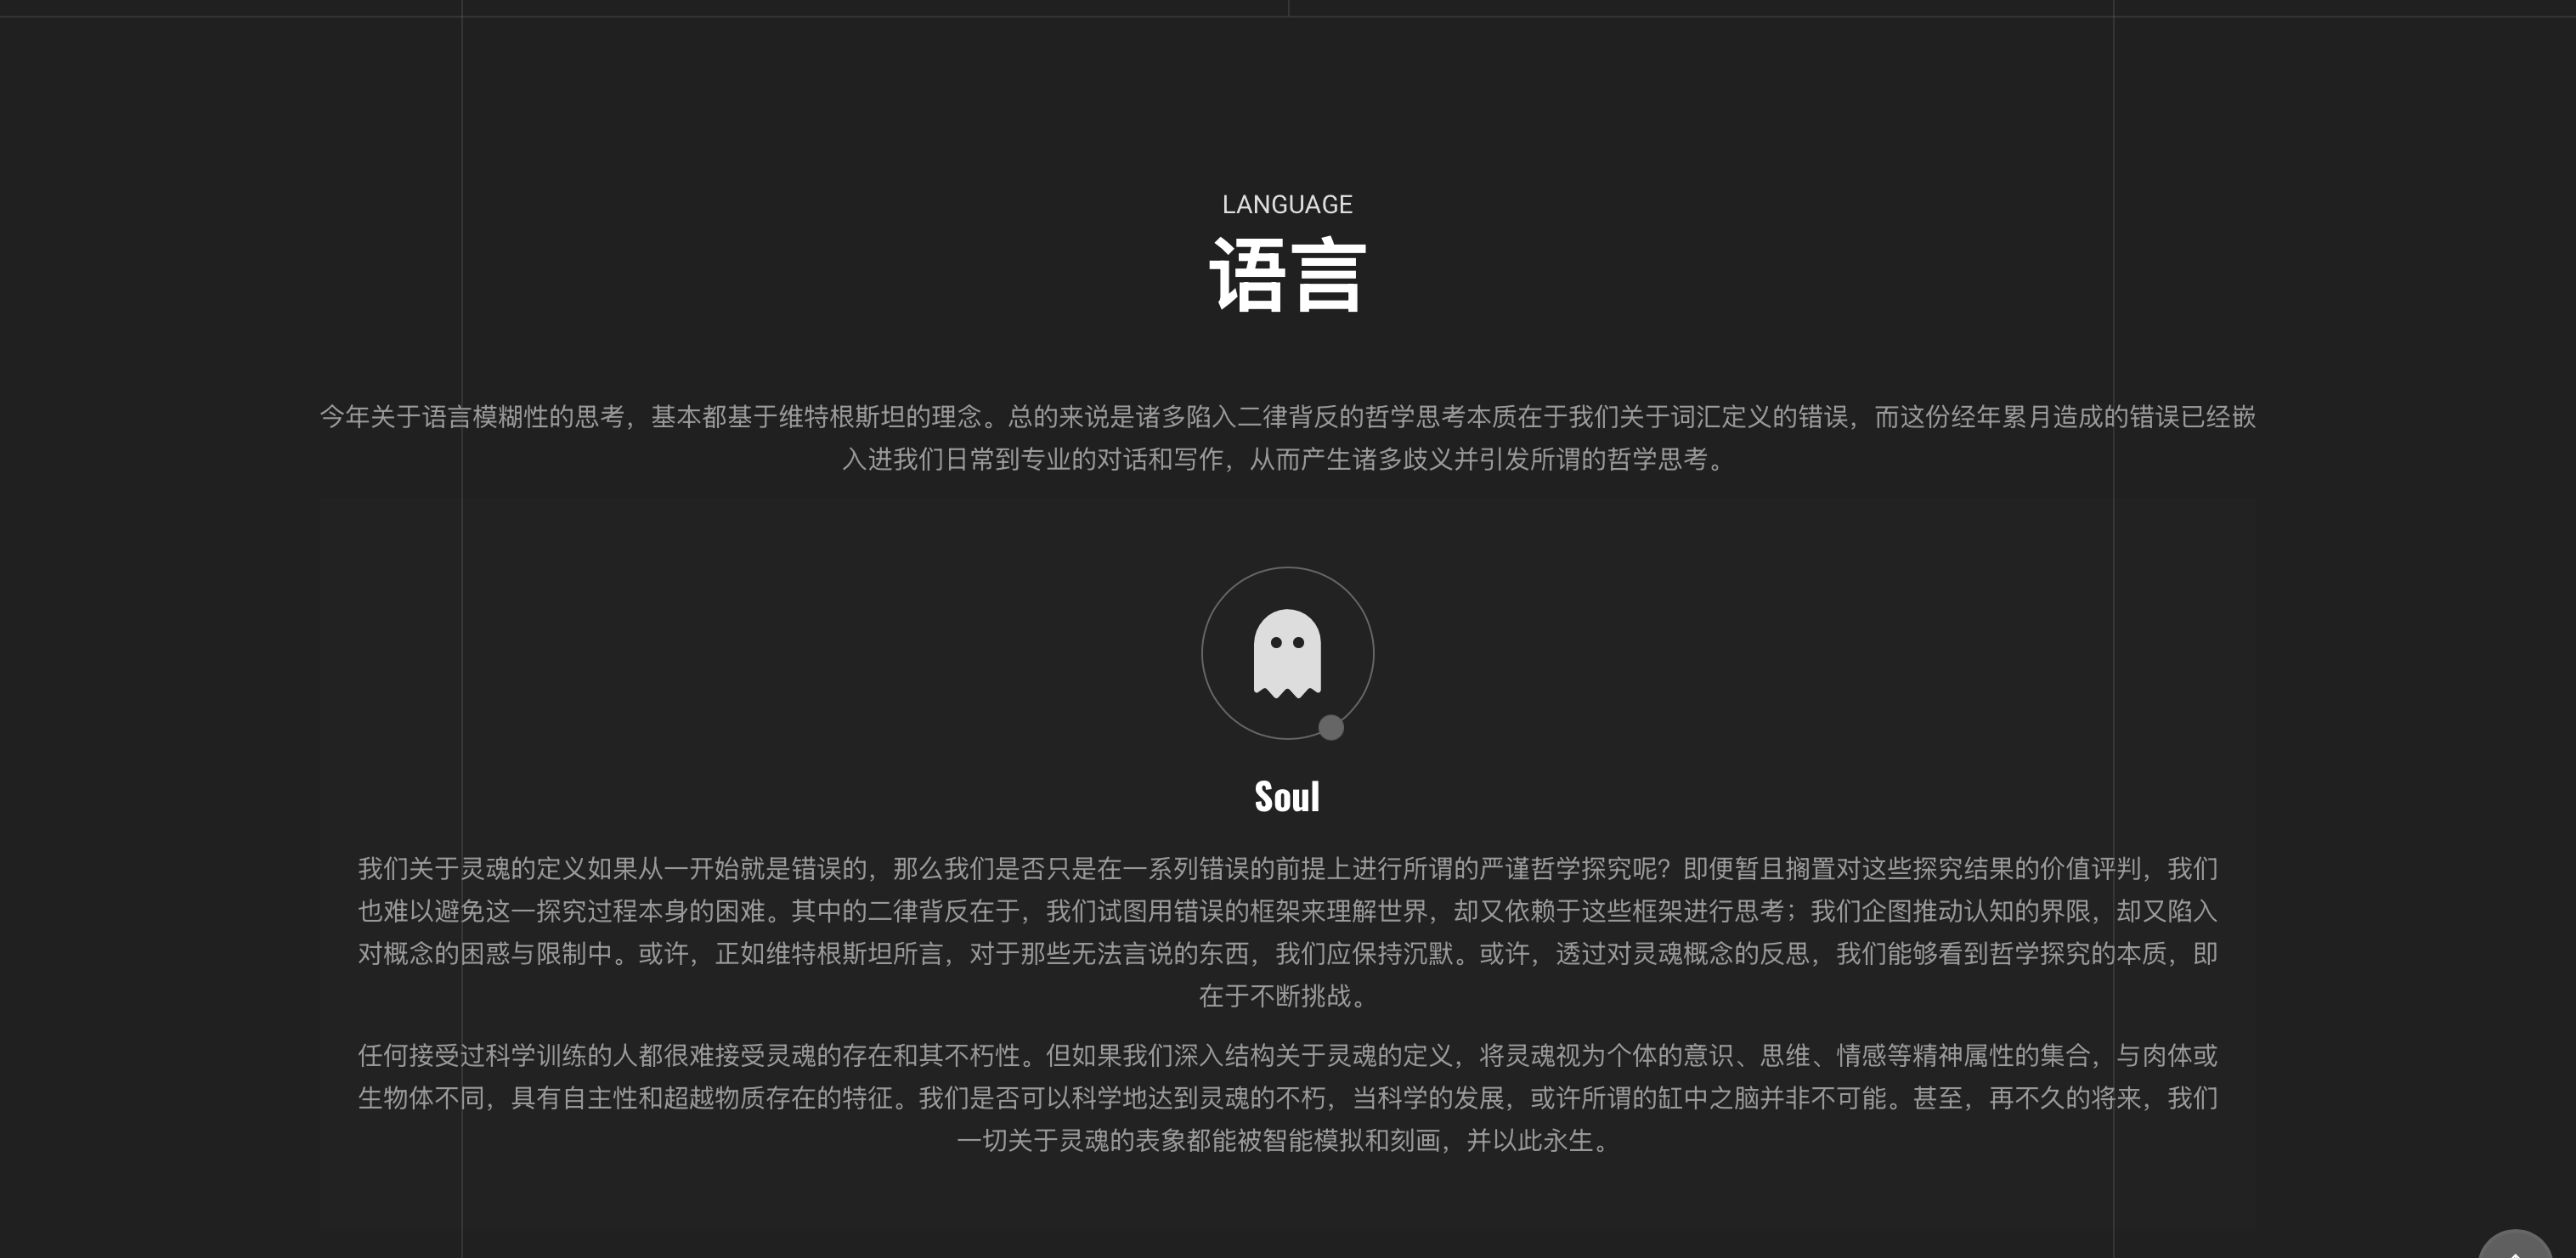 LANGUAGE
语言
今年关于语言模糊性的思考，基本都基于维特根斯坦的理念。总的来说是诸多陷入二律背反的哲学思考本质在于我们关于词汇定义的错误，而这份经年累月造成的错误已经嵌
入进我们日常到专业的对话和写作，从而产生诸多歧义并引发所谓的哲学思考。
Soul
我们关于灵魂的定义如果从一开始就是错误的，那么我们是否只是在一系列错误的前提上进行所谓的严谨哲学探究呢？即便暂且搁置对这些探究结果的价值评判，我们
也难以避免这一探究过程本身的困难。其中的二律背反在于，我们试图用错误的框架来理解世界，却又依赖于这些框架进行思考；我们企图推动认知的界限，却又陷入
对概念的困惑与限制中。或许，正如维特根斯坦所言，对于那些无法言说的东西，我们应保持沉默。或许，透过对灵魂概念的反思，我们能够看到哲学探究的本质，即
在于不断挑战。
任何接受过科学训练的人都很难接受灵魂的存在和其不朽性。但如果我们深入结构关于灵魂的定义，将灵魂视为个体的意识、思维、情感等精神属性的集合，与肉体或
生物体不同，具有自主性和超越物质存在的特征。我们是否可以科学地达到灵魂的不朽，当科学的发展，或许所谓的缸中之脑并非不可能。甚至，再不久的将来，我们
一切关于灵魂的表象都能被智能模拟和刻画，并以此永生。